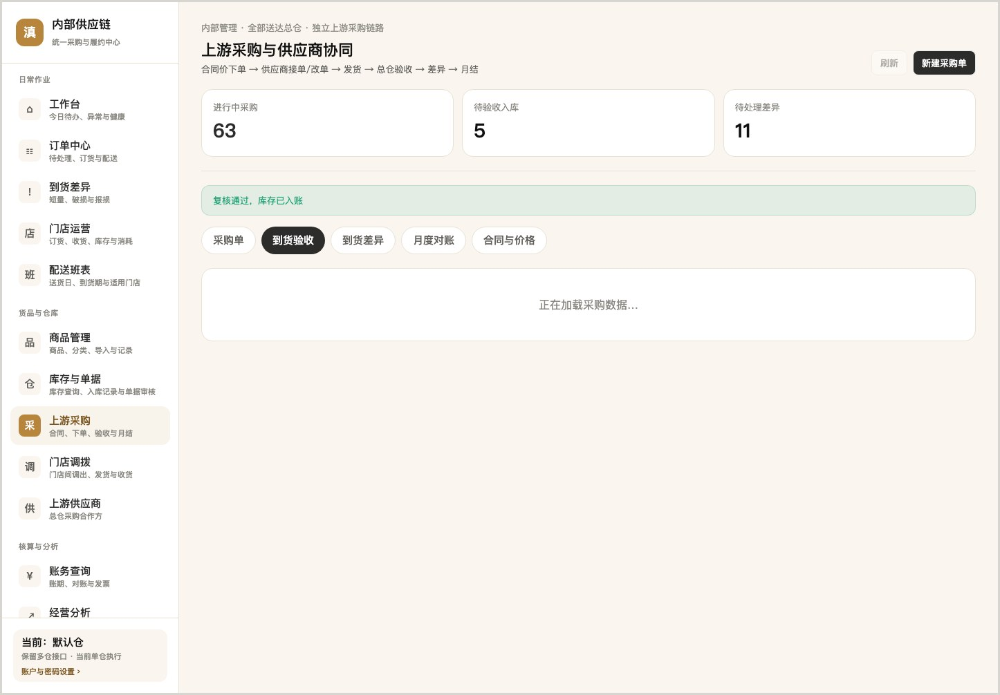 滇
内部供应链
统一采购与履约中心
日常作业
工作台
今日待办、异常与健康
订单中心
待处理、订货与配送
!
到货差异
短量、破损与报损
店
门店运营
订货、收货、库存与消耗
班
配送班表
送货日、到货期与适用门店
货品与仓库
品
商品管理
商品、分类、导入与记录
仓
库存与单据
库存查询、入库记录与单据审核
采
上游采购
合同、下单、验收与月结
调
门店调拨
门店间调出、发货与收货
供
上游供应商
总仓采购合作方
核算与分析
¥
账务查询
账期、对账与发票
↗
经营分析
当前：默认仓
保留多仓接口 · 当前单仓执行
账户与密码设置 ›
内部管理 · 全部送达总仓 · 独立上游采购链路
上游采购与供应商协同
合同价下单 → 供应商接单/改单 → 发货 → 总仓验收 → 差异 → 月结
刷新
新建采购单
进行中采购
63
待验收入库
5
待处理差异
11
复核通过，库存已入账
采购单
到货验收
到货差异
月度对账
合同与价格
正在加载采购数据…